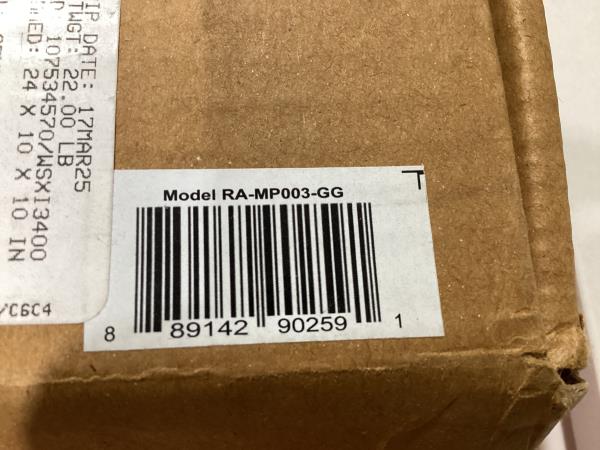 IP DATE: 17MAR25
TWGT: 22.00 LB
107534570/WSXI3400
24 X 10 X 10 IN
/C6C4
Model RA-MP003-GG
8 89142 90259 1